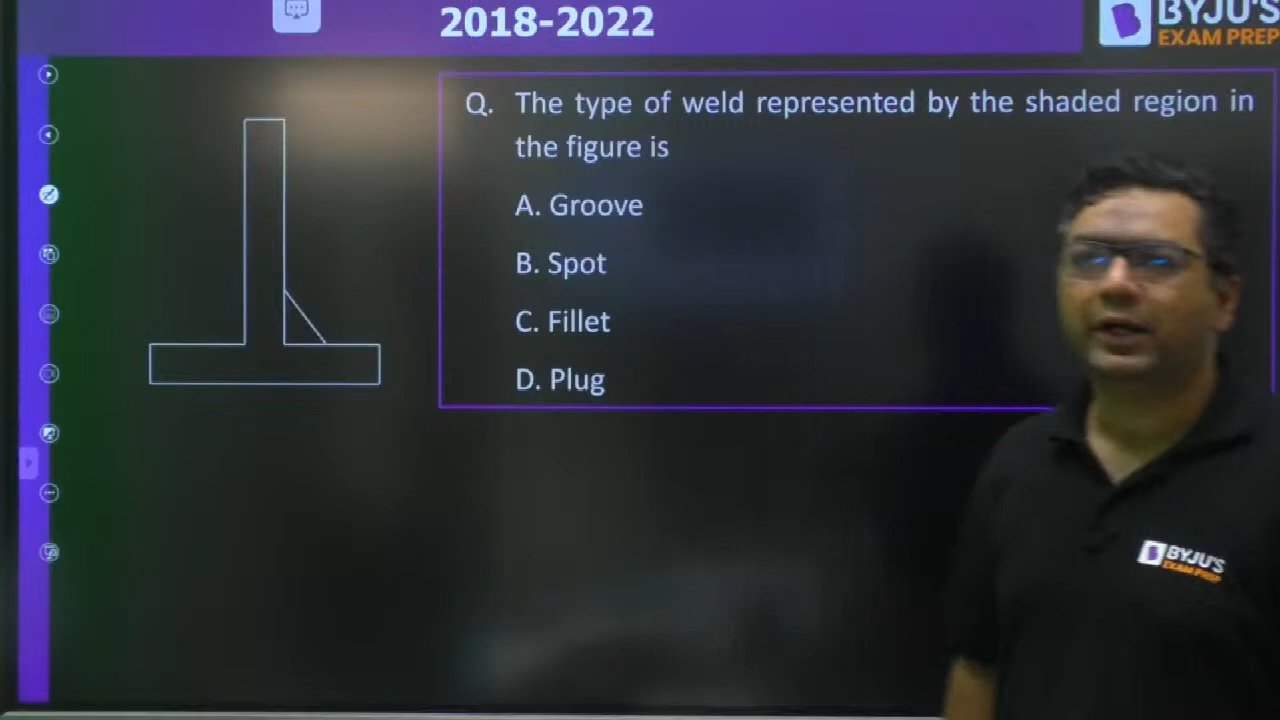 2018-2022
BYJU'S
EXAM PREP
Q. The type of weld represented by the shaded region in
the figure is
A. Groove
B. Spot
C. Fillet
D. Plug
BYJU'S
EXAM PREP